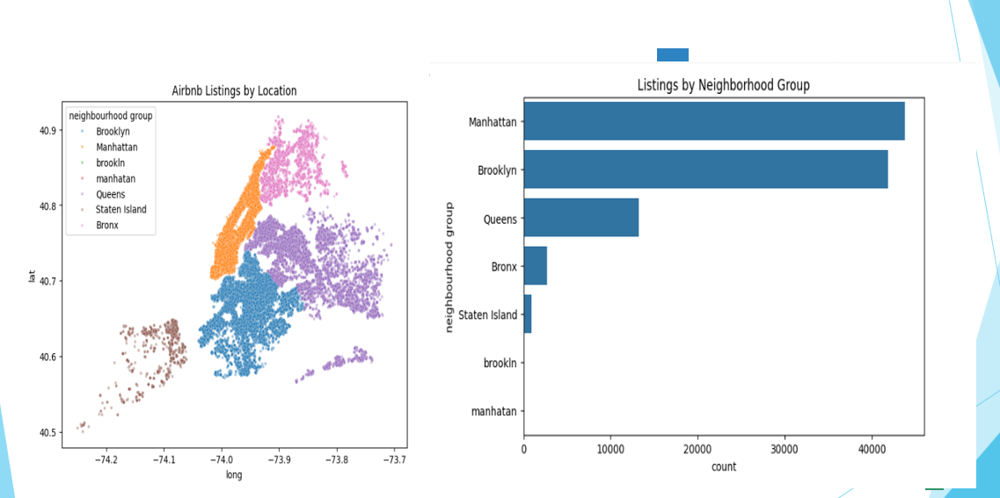 Airbnb Listings by Location
neighbourhood group
Brooklyn
Manhattan
brookln
manhatan
Queens
Staten Island
Bronx
40.9
40.8
40.7
40.6
40.5
lat
−74.2
−74.1
−74.0
−73.9
−73.8
−73.7
long
Listings by Neighborhood Group
neighbourhood group
Manhattan
Brooklyn
Queens
Bronx
Staten Island
brookln
manhatan
0
10000
20000
30000
40000
count